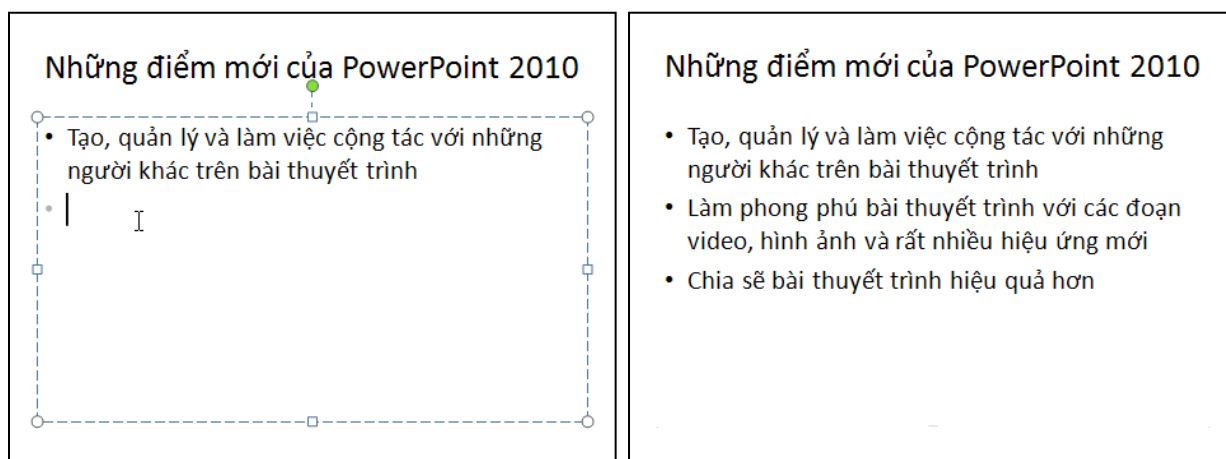 Những điểm mới của PowerPoint 2010
• Tạo, quản lý và làm việc cộng tác với những
người khác trên bài thuyết trình
•
Những điểm mới của PowerPoint 2010
• Tạo, quản lý và làm việc cộng tác với những
người khác trên bài thuyết trình
• Làm phong phú bài thuyết trình với các đoạn
video, hình ảnh và rất nhiều hiệu ứng mới
• Chia sẽ bài thuyết trình hiệu quả hơn